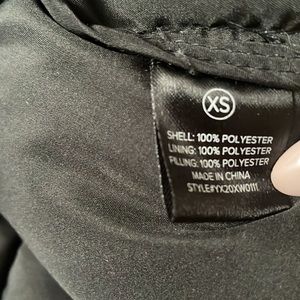 XS
SHELL: 100% POLYESTER
LINING: 100% POLYESTER
FILLING: 100% POLYESTER
MADE IN CHINA
STYLE#YX20XW0111